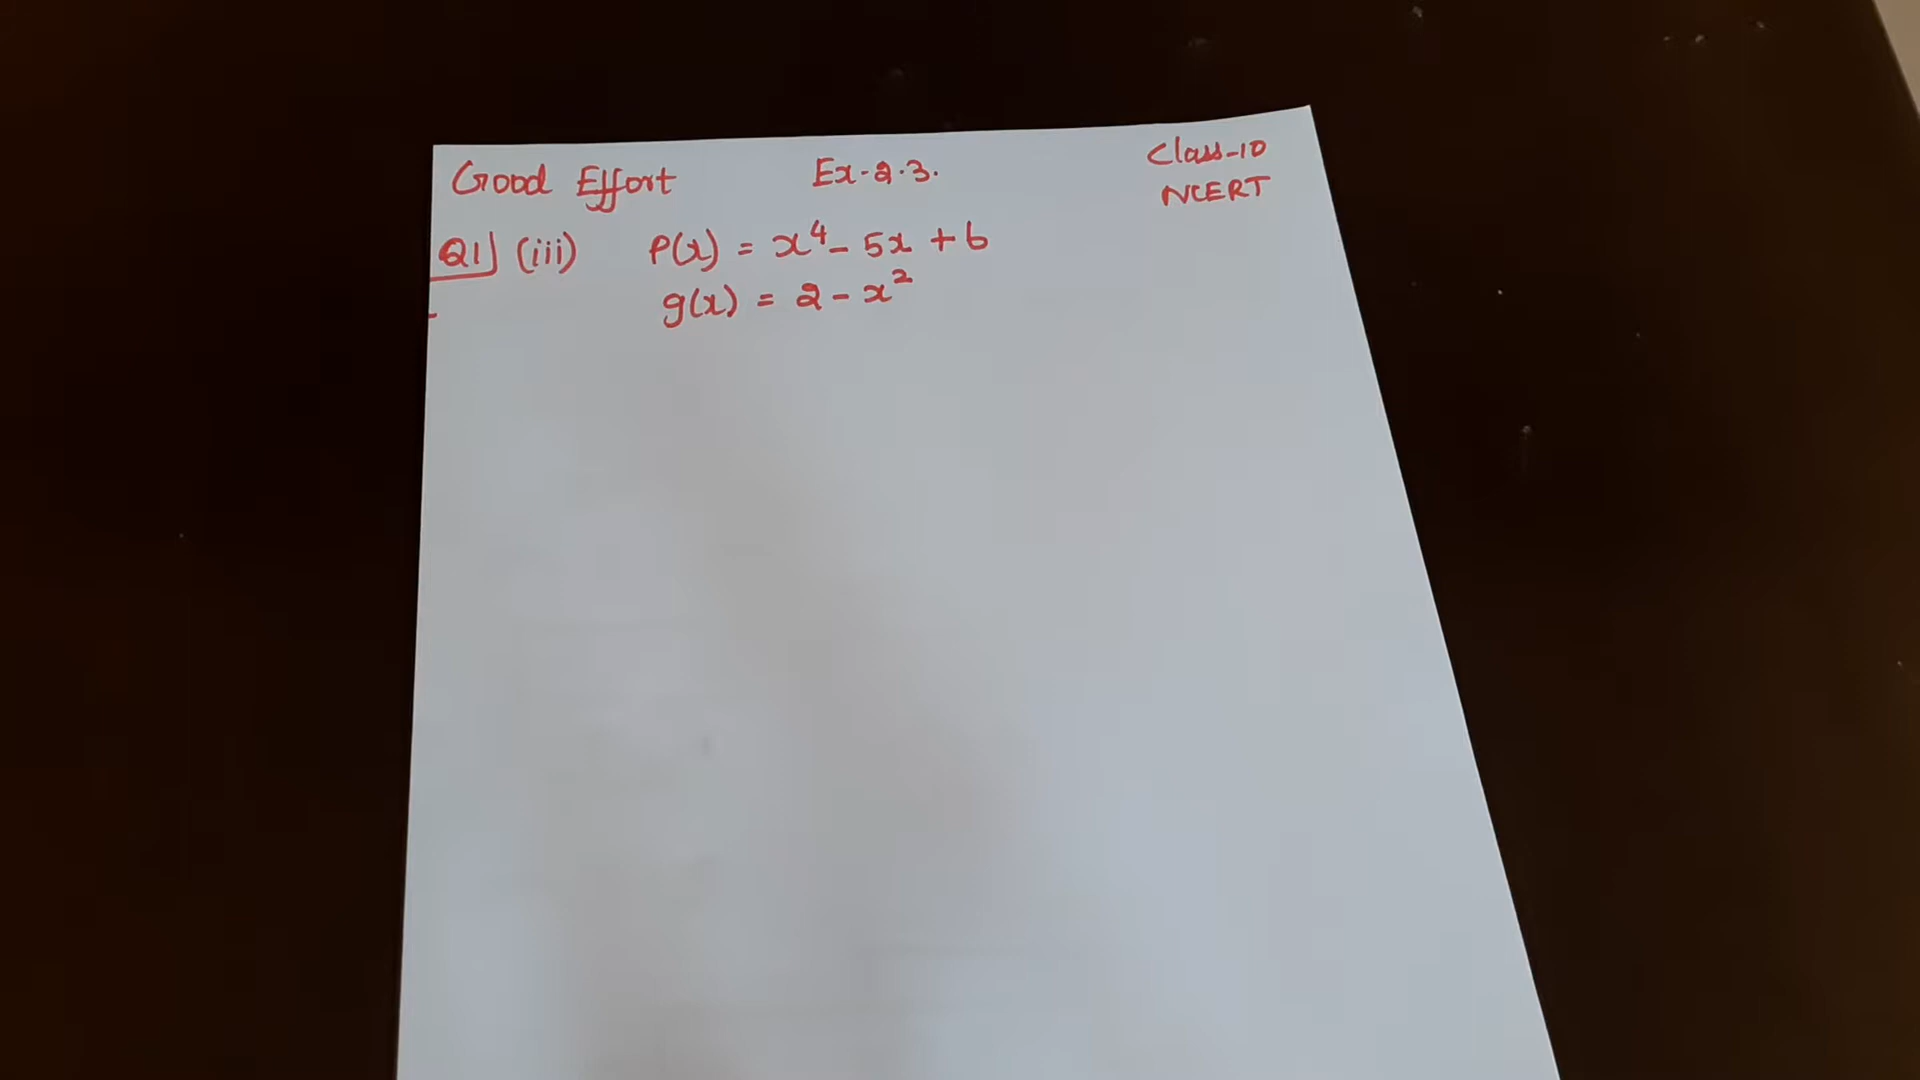 Good Effort Ex-2.3. Class-10
NCERT
Q1 (iii) P(x) = x⁴ - 5x + 6
g(x) = 2 - x²